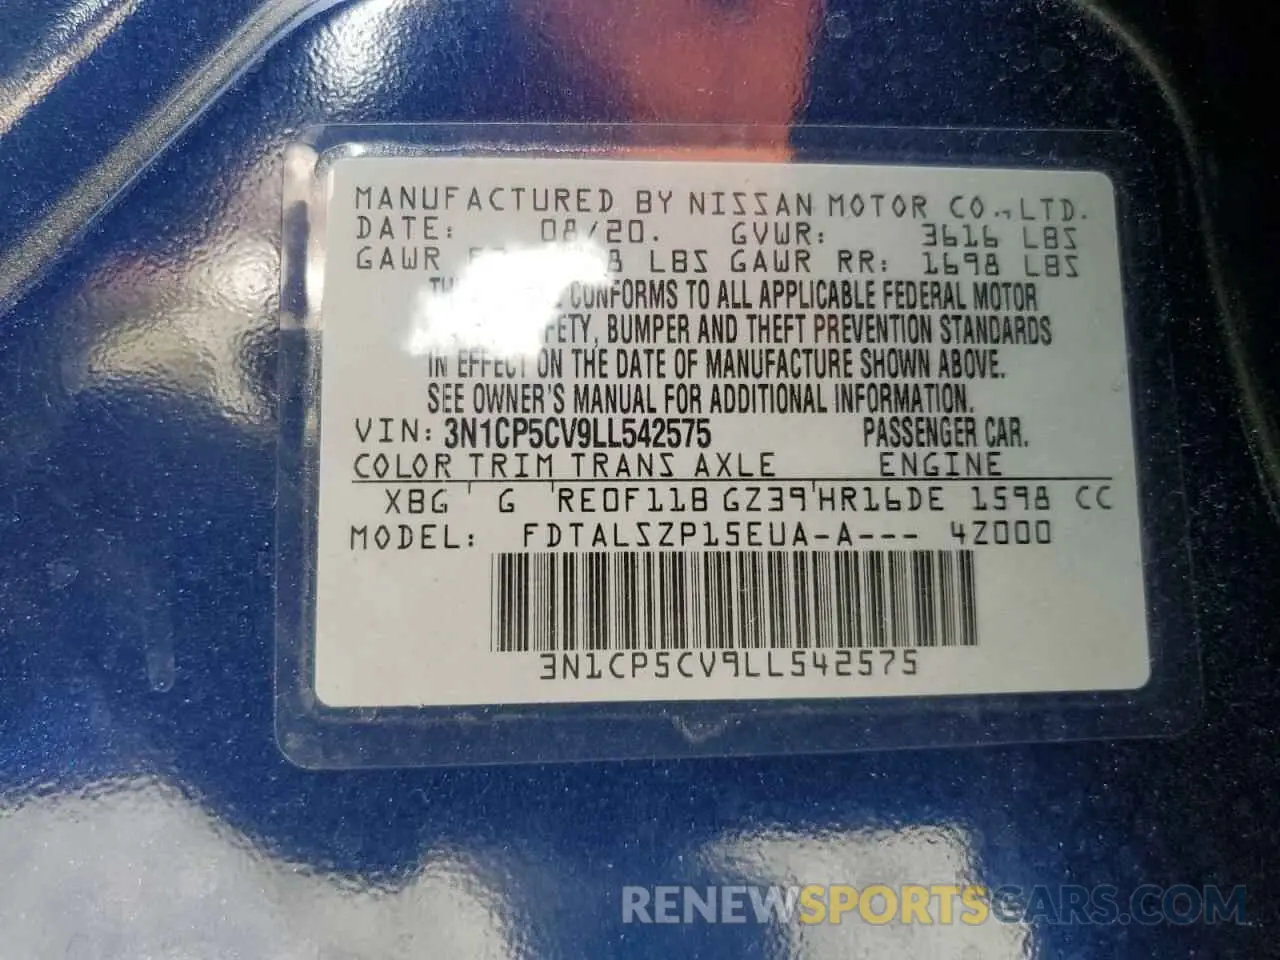 MANUFACTURED BY NISSAN MOTOR CO.,LTD.
DATE: 08/20. GVWR: 3616 LBS
GAWR LBS GAWR RR: 1698 LBS
CONFORMS TO ALL APPLICABLE FEDERAL MOTOR
BUMPER AND THEFT PREVENTION STANDARDS
IN EFFECT ON THE DATE OF MANUFACTURE SHOWN ABOVE.
SEE OWNER'S MANUAL FOR ADDITIONAL INFORMATION.
VIN: 3N1CP5CV9LL542575 PASSENGER CAR.
COLOR TRIM TRANS AXLE ENGINE
XBG G RE0F11B GZ39 HR16DE 1598 CC
MODEL: FDTALSZP15EUA-A--- 4Z000
3N1CP5CV9LL542575
RENEWSPORTSCARS.COM